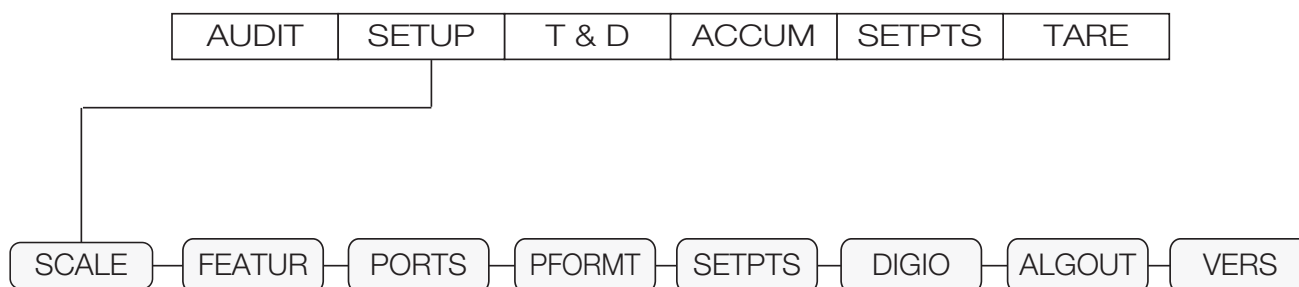 AUDIT SETUP T & D ACCUM SETPTS TARE
SCALE FEATUR PORTS PFORMT SETPTS DIGIO ALGOUT VERS